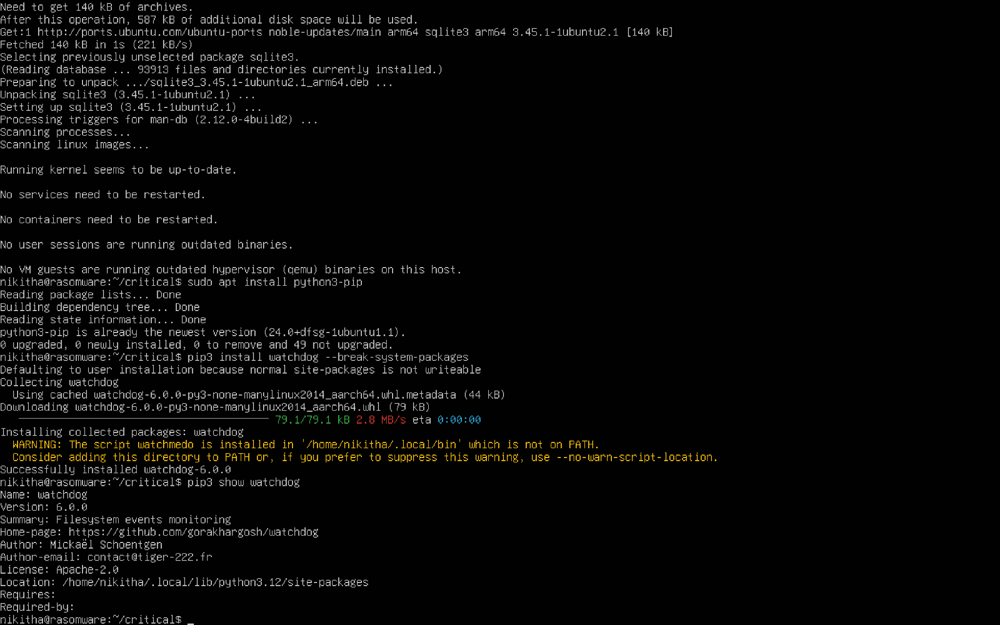 Need to get 140 kB of archives.
After this operation, 587 kB of additional disk space will be used.
Get:1 http://ports.ubuntu.com/ubuntu-ports noble-updates/main arm64 sqlite3 arm64 3.45.1-1ubuntu2.1 [140 kB]
Fetched 140 kB in 1s (221 kB/s)
Selecting previously unselected package sqlite3.
(Reading database ... 93913 files and directories currently installed.)
Preparing to unpack .../sqlite3_3.45.1-1ubuntu2.1_arm64.deb ...
Unpacking sqlite3 (3.45.1-1ubuntu2.1) ...
Setting up sqlite3 (3.45.1-1ubuntu2.1) ...
Processing triggers for man-db (2.12.0-4build2) ...
Scanning processes...
Scanning linux images...
Running kernel seems to be up-to-date.
No services need to be restarted.
No containers need to be restarted.
No user sessions are running outdated binaries.
No VM guests are running outdated hypervisor (qemu) binaries on this host.
nikitha@rasomware:~/critical$ sudo apt install python3-pip
Reading package lists... Done
Building dependency tree... Done
Reading state information... Done
python3-pip is already the newest version (24.0+dfsg-1ubuntu1.1).
0 upgraded, 0 newly installed, 0 to remove and 49 not upgraded.
nikitha@rasomware:~/critical$ pip3 install watchdog --break-system-packages
Defaulting to user installation because normal site-packages is not writeable
Collecting watchdog
  Using cached watchdog-6.0.0-py3-none-manylinux2014_aarch64.whl.metadata (44 kB)
Downloading watchdog-6.0.0-py3-none-manylinux2014_aarch64.whl (79 kB)
79.1/79.1 kB 2.8 MB/s eta 0:00:00
Installing collected packages: watchdog
  WARNING: The script watchmedo is installed in '/home/nikitha/.local/bin' which is not on PATH.
  Consider adding this directory to PATH or, if you prefer to suppress this warning, use --no-warn-script-location.
Successfully installed watchdog-6.0.0
nikitha@rasomware:~/critical$ pip3 show watchdog
Name: watchdog
Version: 6.0.0
Summary: Filesystem events monitoring
Home-page: https://github.com/gorakhargosh/watchdog
Author: Mickaël Schoentgen
Author-email: contact@tiger-222.fr
License: Apache-2.0
Location: /home/nikitha/.local/lib/python3.12/site-packages
Requires:
Required-by:
nikitha@rasomware:~/critical$ _